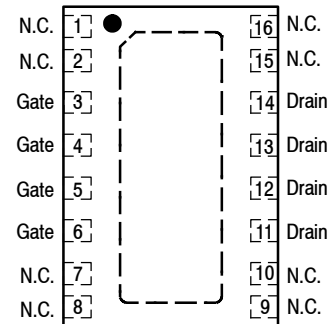 N.C. 1 16 N.C.
N.C. 2 15 N.C.
Gate 3 14 Drain
Gate 4 13 Drain
Gate 5 12 Drain
Gate 6 11 Drain
N.C. 7 10 N.C.
N.C. 8 9 N.C.